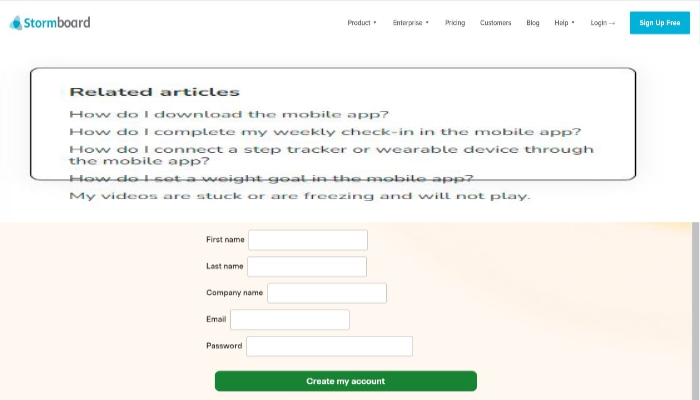 Stormboard
Product Enterprise Pricing Customers Blog Help Login → Sign Up Free
Related articles
How do I download the mobile app?
How do I complete my weekly check-in in the mobile app?
How do I connect a step tracker or wearable device through
the mobile app?
How do I set a weight goal in the mobile app?
My videos are stuck or are freezing and will not play.
First name
Last name
Company name
Email
Password
Create my account